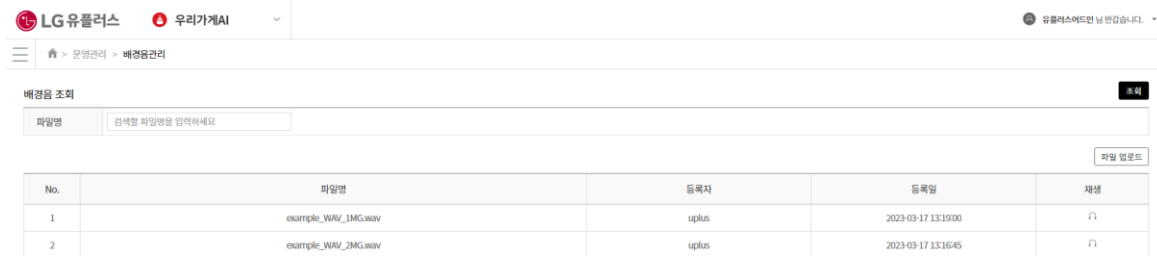 LG유플러스 우리가게AI 유플러스어드민 님 반갑습니다.
> 운영관리 > 배경음관리
배경음 조회 조회
파일명 검색할 파일명을 입력하세요
파일 업로드
No. 파일명 등록자 등록일 재생
1 example_WAV_1MG.wav uplus 2023-03-17 13:19:00
2 example_WAV_2MG.wav uplus 2023-03-17 13:16:45